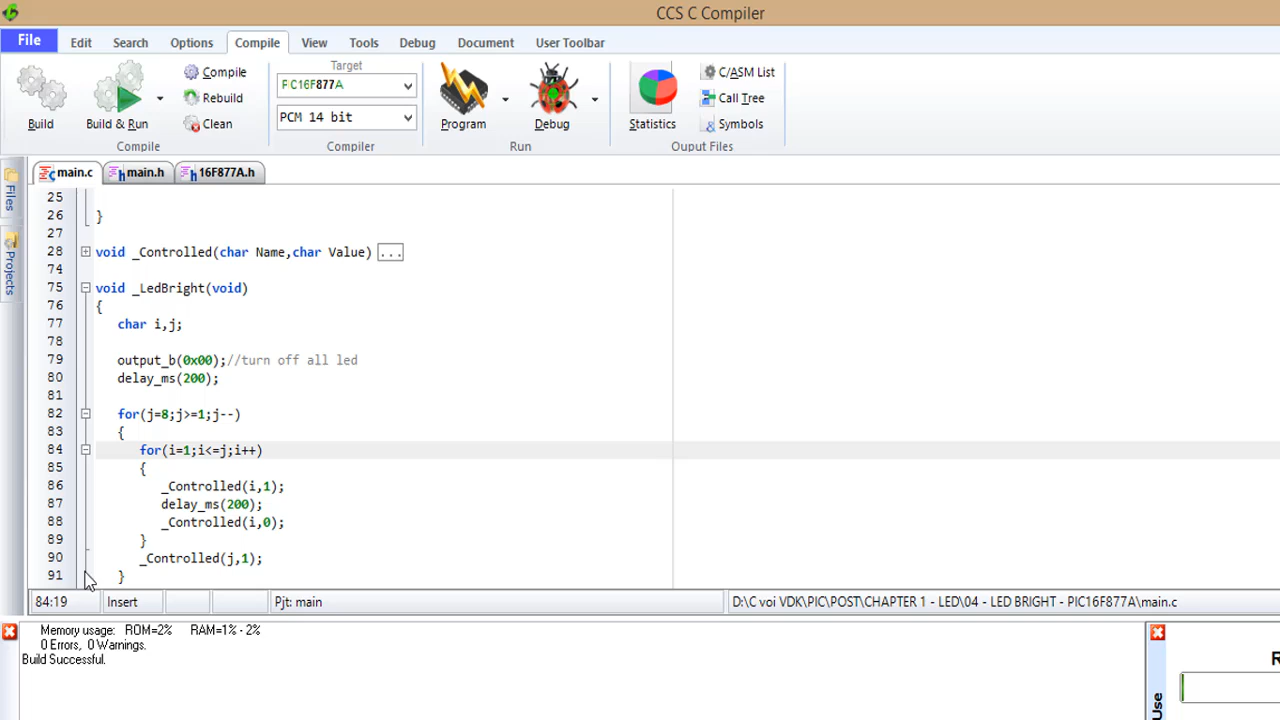 CCS C Compiler
File Edit Search Options Compile View Tools Debug Document User Toolbar
Build
Build & Run
Compile
Rebuild
Clean
Compile
Target
PIC16F877A
PCM 14 bit
Compiler
Program
Debug
Run
Statistics
C/ASM List
Call Tree
Symbols
Ouput Files
main.c main.h 16F877A.h
Files
Projects
25
26 }
27
28 void _Controlled(char Name,char Value) ...
74
75 void _LedBright(void)
76 {
77 char i,j;
78
79 output_b(0x00);//turn off all led
80 delay_ms(200);
81
82 for(j=8;j>=1;j--)
83 {
84 for(i=1;i<=j;i++)
85 {
86 _Controlled(i,1);
87 delay_ms(200);
88 _Controlled(i,0);
89 }
90 _Controlled(j,1);
91 }
84:19 Insert Pjt: main D:\C voi VDK\PIC\POST\CHAPTER 1 - LED\04 - LED BRIGHT - PIC16F877A\main.c
Memory usage: ROM=2% RAM=1% - 2%
0 Errors, 0 Warnings.
Build Successful.
Use
R